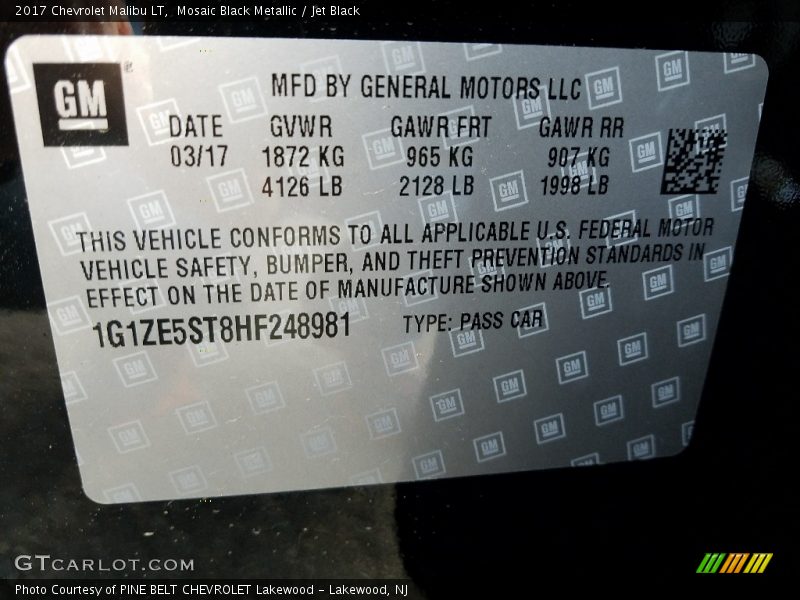 2017 Chevrolet Malibu LT, Mosaic Black Metallic / Jet Black
GM ®
MFD BY GENERAL MOTORS LLC
DATE GVWR GAWR FRT GAWR RR
03/17 1872 KG 965 KG 907 KG
4126 LB 2128 LB 1998 LB
THIS VEHICLE CONFORMS TO ALL APPLICABLE U.S. FEDERAL MOTOR
VEHICLE SAFETY, BUMPER, AND THEFT PREVENTION STANDARDS IN
EFFECT ON THE DATE OF MANUFACTURE SHOWN ABOVE.
1G1ZE5ST8HF248981 TYPE: PASS CAR
GTCARLOT.COM
Photo Courtesy of PINE BELT CHEVROLET Lakewood - Lakewood, NJ